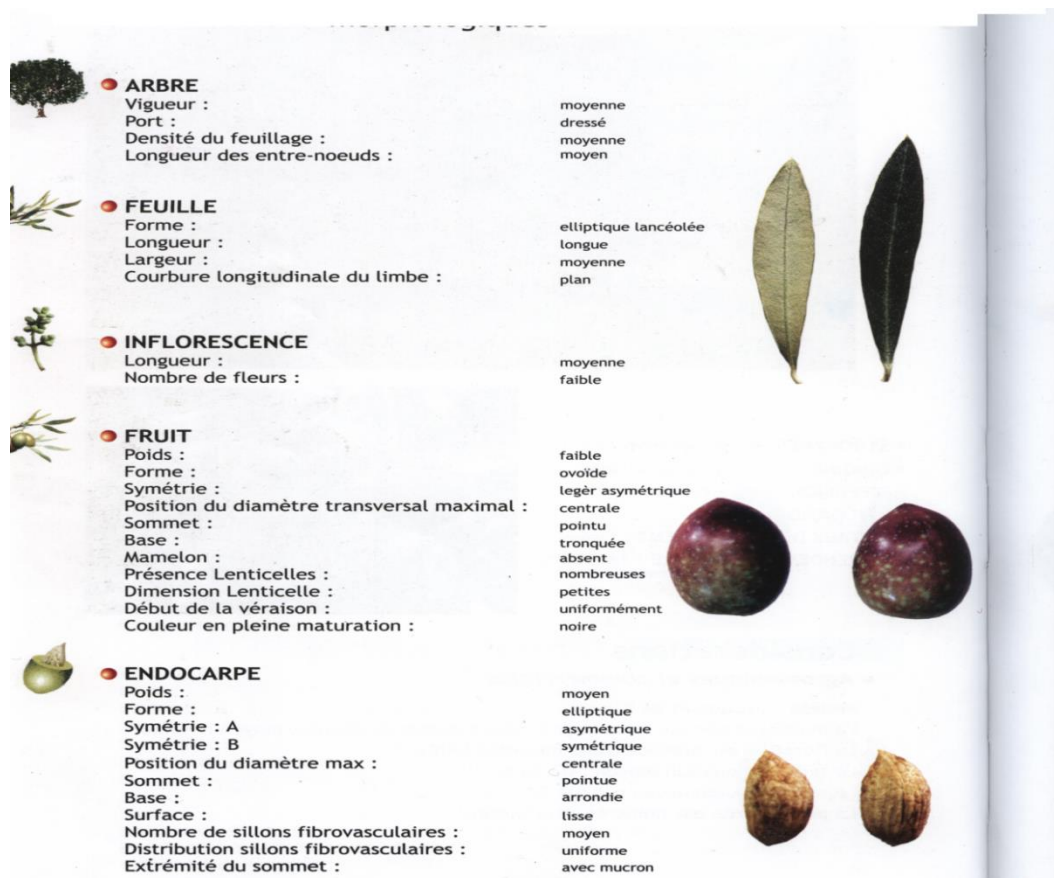 ARBRE
Vigueur : moyenne
Port : dressé
Densité du feuillage : moyenne
Longueur des entre-noeuds : moyen
FEUILLE
Forme : elliptique lancéolée
Longueur : longue
Largeur : moyenne
Courbure longitudinale du limbe : plan
INFLORESCENCE
Longueur : moyenne
Nombre de fleurs : faible
FRUIT
Poids : faible
Forme : ovoïde
Symétrie : legèr asymétrique
Position du diamètre transversal maximal : centrale
Sommet : pointu
Base : tronquée
Mamelon : absent
Présence Lenticelles : nombreuses
Dimension Lenticelle : petites
Début de la véraison : uniformément
Couleur en pleine maturation : noire
ENDOCARPE
Poids : moyen
Forme : elliptique
Symétrie : A asymétrique
Symétrie : B symétrique
Position du diamètre max : centrale
Sommet : pointue
Base : arrondie
Surface : lisse
Nombre de sillons fibrovasculaires : moyen
Distribution sillons fibrovasculaires : uniforme
Extrémité du sommet : avec mucron